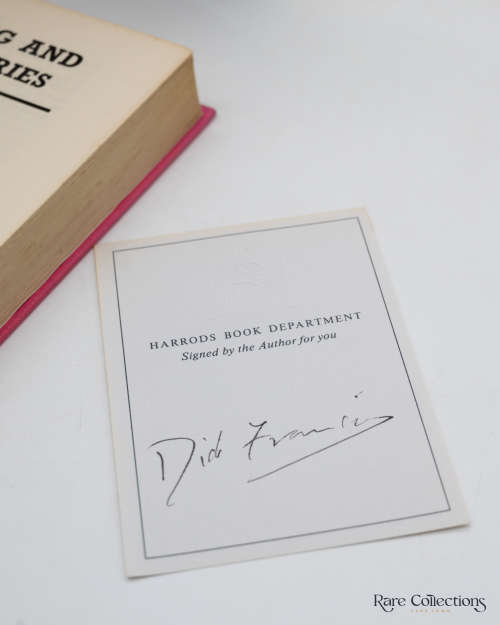 G AND
RIES
HARRODS BOOK DEPARTMENT
Signed by the Author for you
Dick Francis
Rare Collections